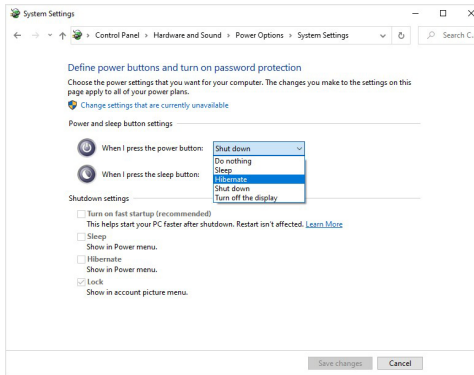 System Settings
Control Panel > Hardware and Sound > Power Options > System Settings
Search C
Define power buttons and turn on password protection
Choose the power settings that you want for your computer. The changes you make to the settings on this
page apply to all of your power plans.
Change settings that are currently unavailable
Power and sleep button settings
When I press the power button: Shut down
Do nothing
Sleep
When I press the sleep button: Hibernate
Shut down
Turn off the display
Shutdown settings
Turn on fast startup (recommended)
This helps start your PC faster after shutdown. Restart isn't affected. Learn More
Sleep
Show in Power menu.
Hibernate
Show in Power menu.
Lock
Show in account picture menu.
Save changes Cancel